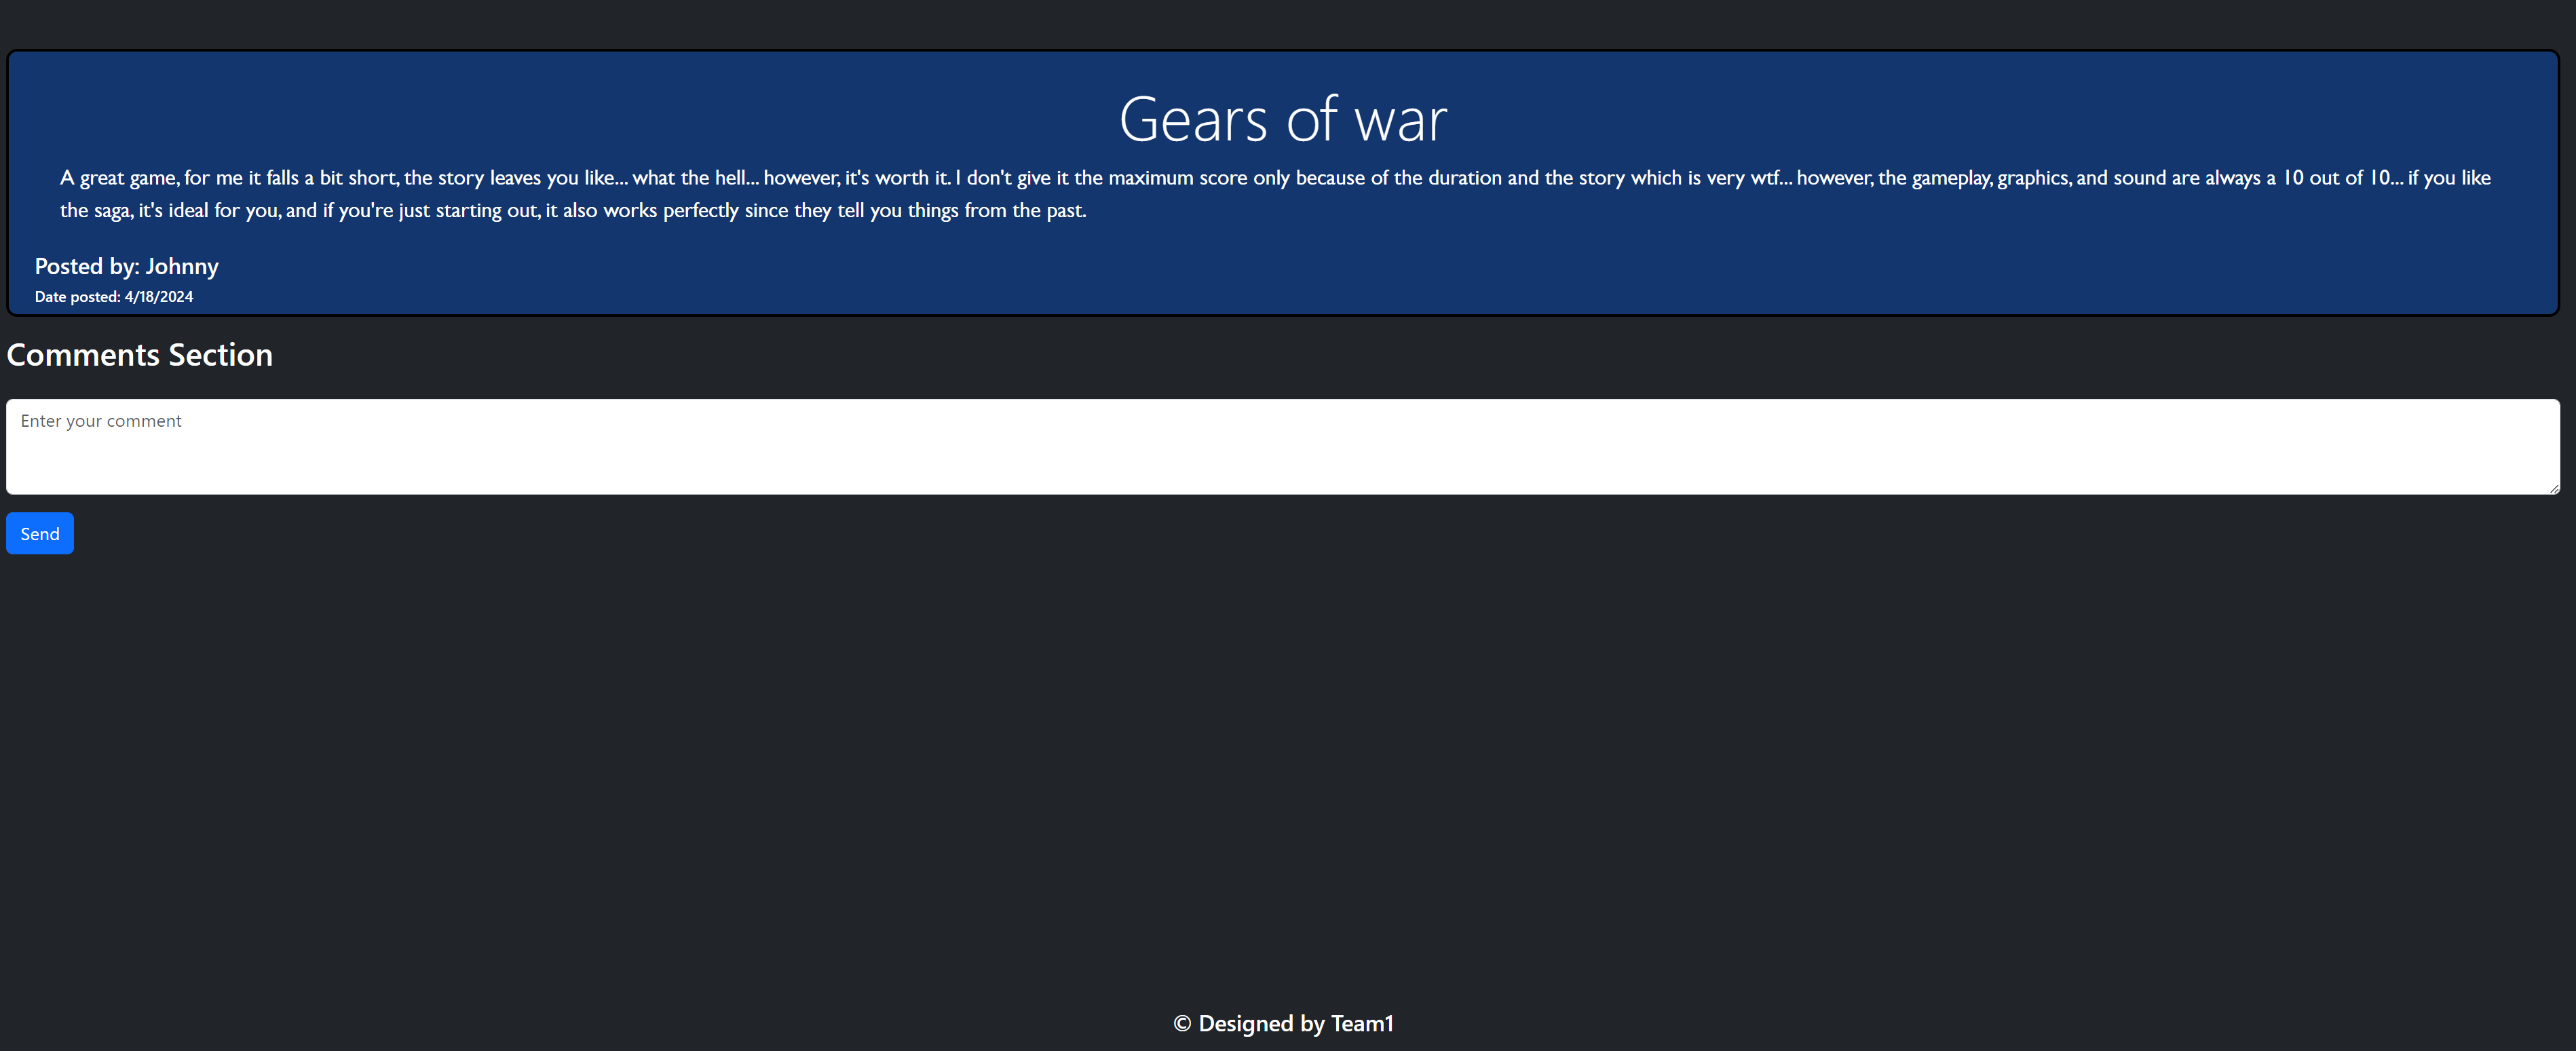 Gears of war
A great game, for me it falls a bit short, the story leaves you like... what the hell... however, it's worth it. I don't give it the maximum score only because of the duration and the story which is very wtf... however, the gameplay, graphics, and sound are always a 10 out of 10... if you like
the saga, it's ideal for you, and if you're just starting out, it also works perfectly since they tell you things from the past.
Posted by: Johnny
Date posted: 4/18/2024
Comments Section
Enter your comment
Send
© Designed by Team1